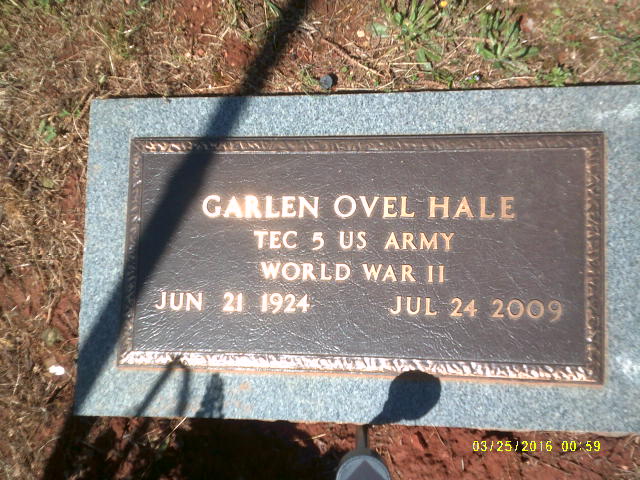 GARLEN OVEL HALE
TEC 5 US ARMY
WORLD WAR II
JUN 21 1924 JUL 24 2009
03/25/2016 00:59